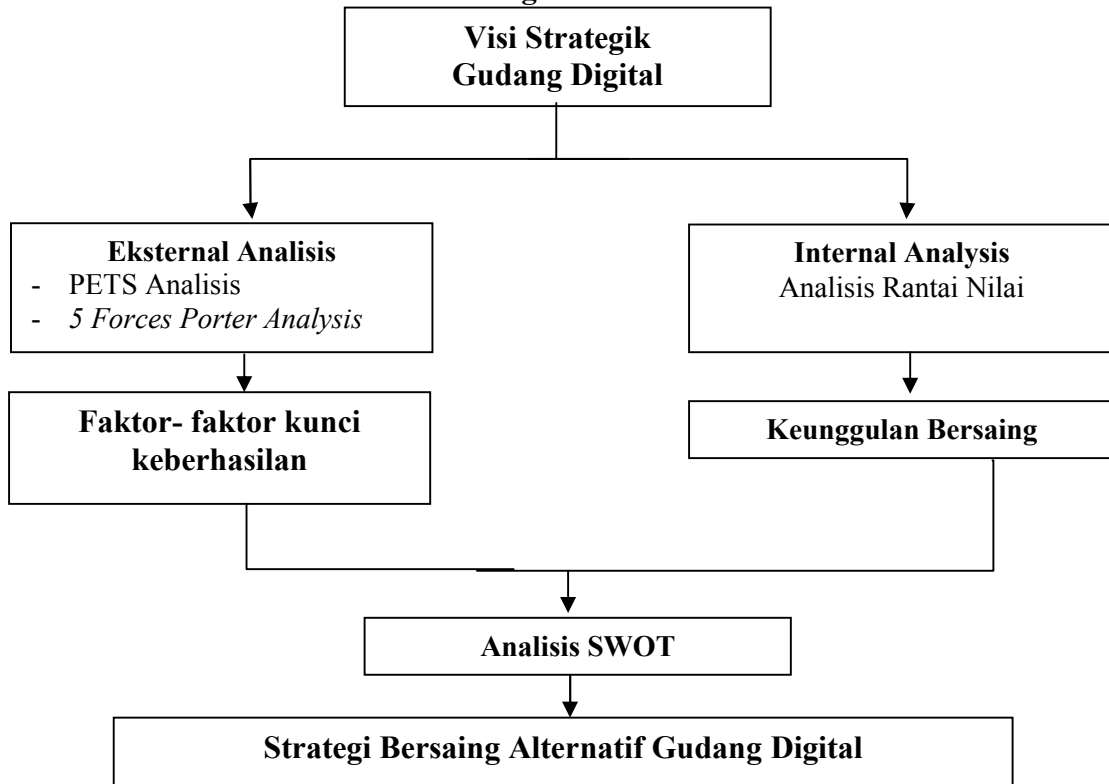 Visi Strategik
Gudang Digital
Eksternal Analisis
- PETS Analisis
- 5 Forces Porter Analysis
Internal Analysis
Analisis Rantai Nilai
Faktor- faktor kunci
keberhasilan
Keunggulan Bersaing
Analisis SWOT
Strategi Bersaing Alternatif Gudang Digital